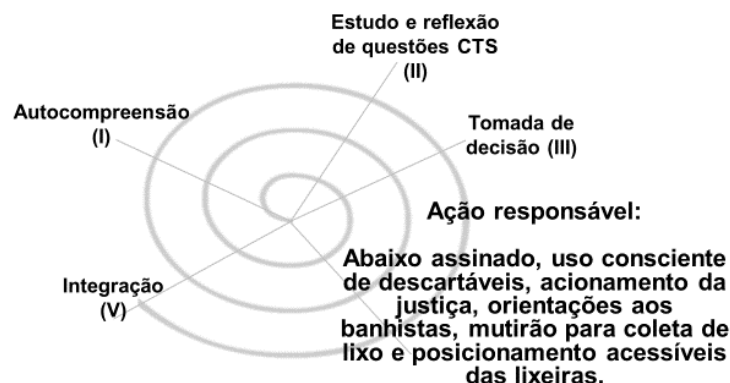 Estudo e reflexão
de questões CTS
(II)
Autocompreensão
(I)
Tomada de
decisão (III)
Ação responsável:
Abaixo assinado, uso consciente
de descartáveis, acionamento da
justiça, orientações aos
banhistas, mutirão para coleta de
lixo e posicionamento acessíveis
das lixeiras.
Integração
(V)